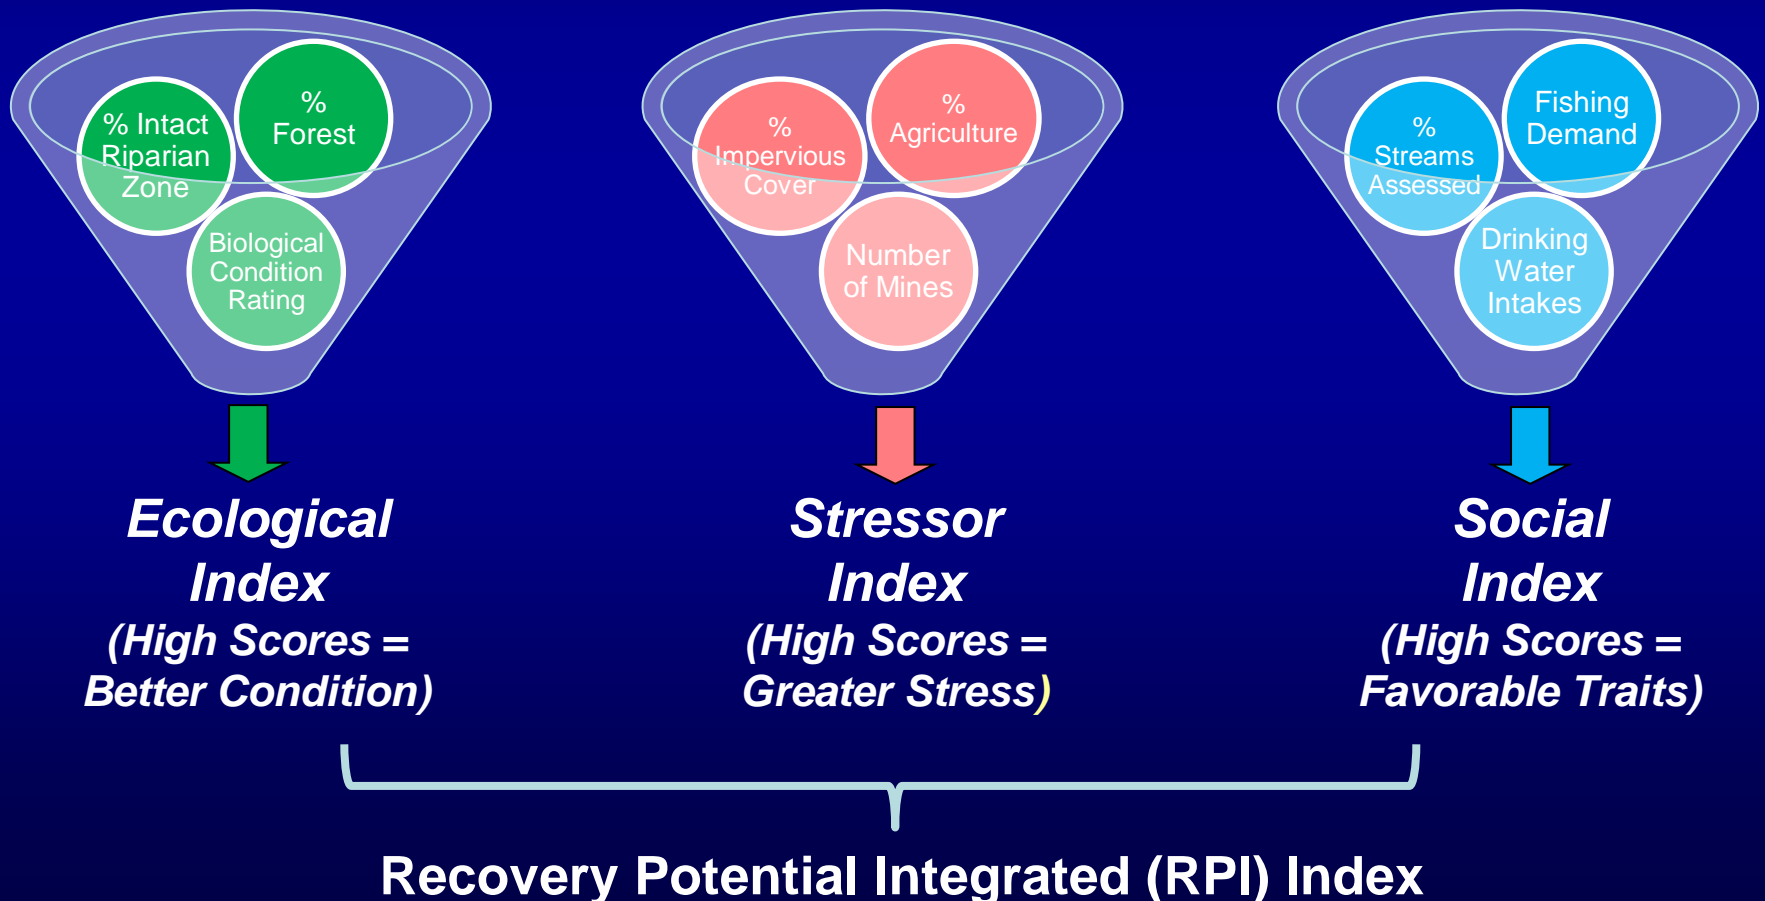 % Intact
Riparian
Zone
%
Forest
Biological
Condition
Rating
%
Impervious
Cover
%
Agriculture
Number
of Mines
%
Streams
Assessed
Fishing
Demand
Drinking
Water
Intakes
Ecological
Index
(High Scores =
Better Condition)
Stressor
Index
(High Scores =
Greater Stress)
Social
Index
(High Scores =
Favorable Traits)
Recovery Potential Integrated (RPI) Index